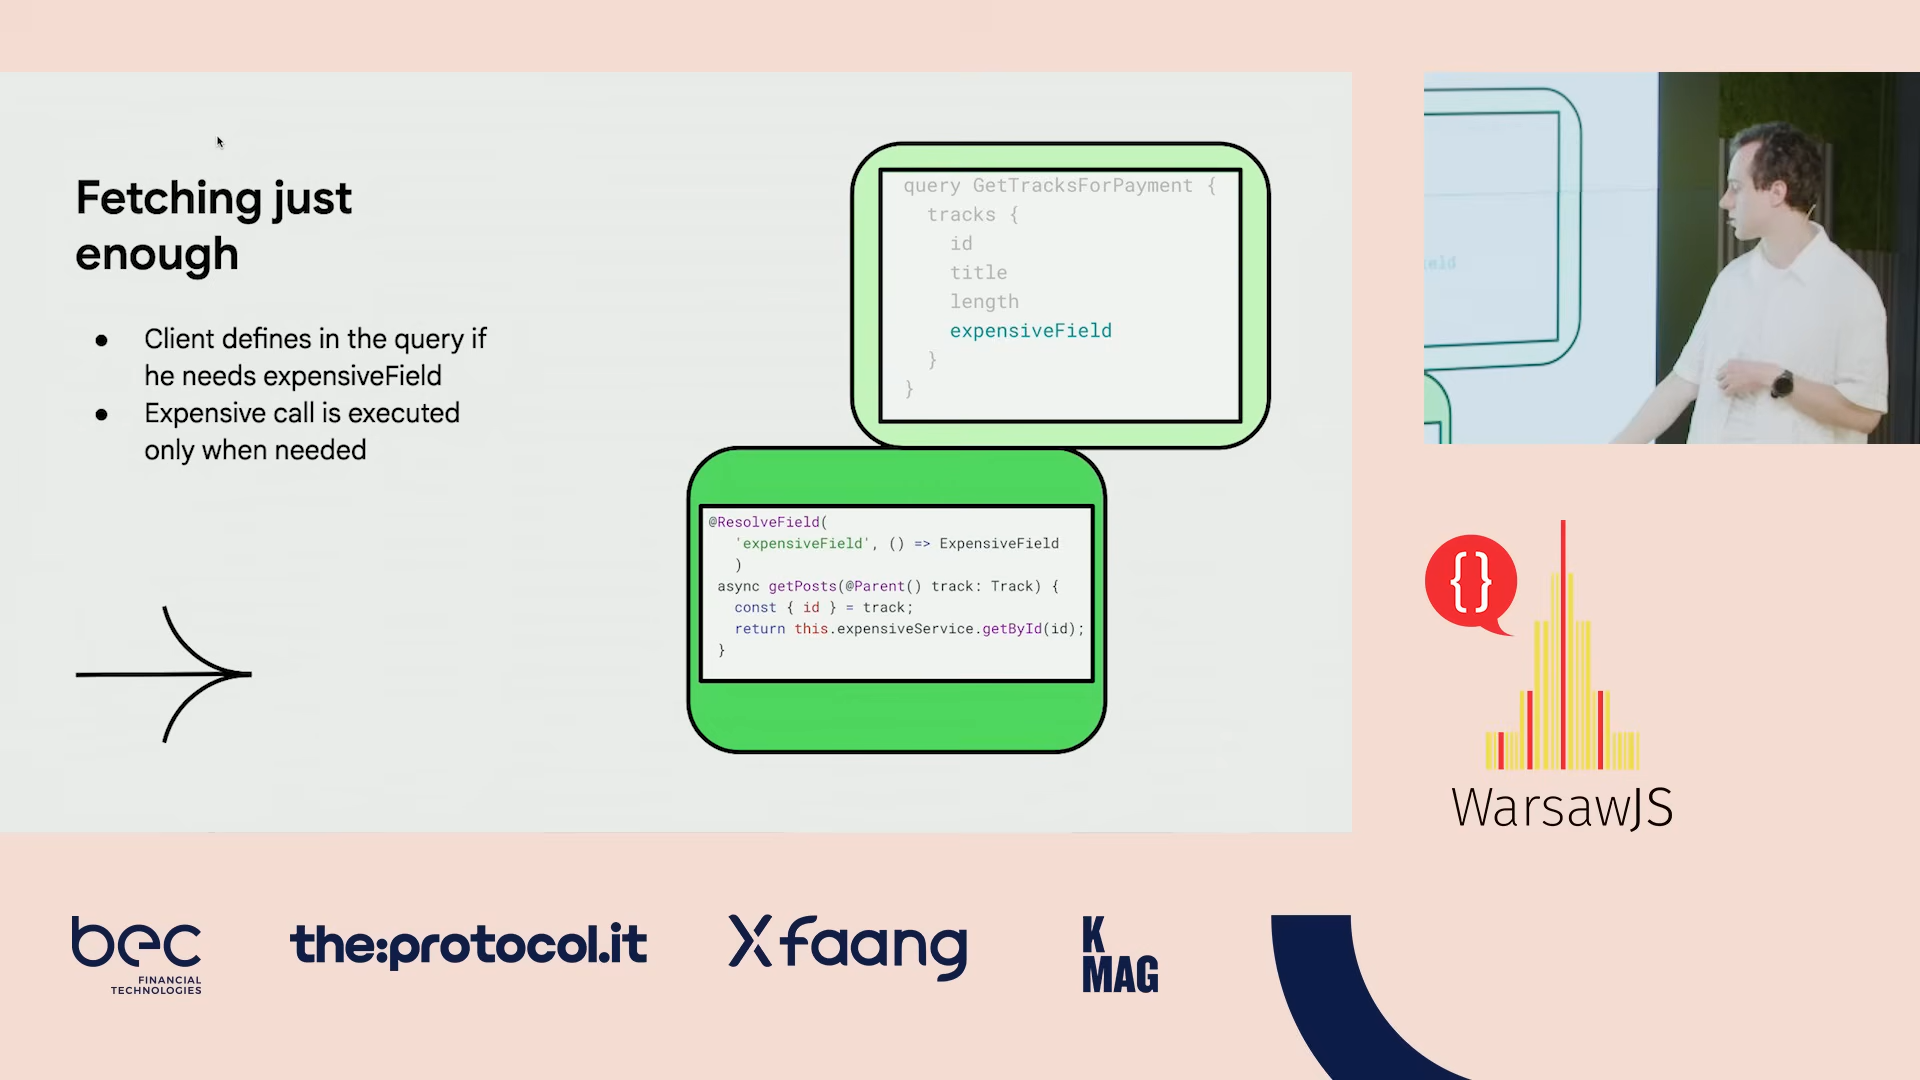 Fetching just
enough
● Client defines in the query if
he needs expensiveField
● Expensive call is executed
only when needed
query GetTracksForPayment {
tracks {
id
title
length
expensiveField
}
}
@ResolveField(
'expensiveField', () => ExpensiveField
)
async getPosts(@Parent() track: Track) {
const { id } = track;
return this.expensiveService.getById(id);
}
{}
WarsawJS
bec
FINANCIAL
TECHNOLOGIES
the:protocol.it
Xfaang
K
MAG